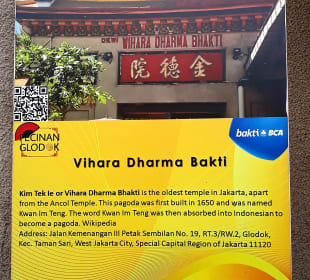 DEWI VIHARA DHARMA BHAKTI
院德金
PECINAN
GLODOK
bakti BCA
Vihara Dharma Bakti
Kim Tek Ie or Vihara Dharma Bhakti is the oldest temple in Jakarta, apart
from the Ancol Temple. This pagoda was first built in 1650 and was named
Kwan Im Teng. The word Kwan Im Teng was then absorbed into Indonesian to
become a pagoda. Wikipedia
Address: Jalan Kemenangan III Petak Sembilan No. 19, RT.3/RW.2, Glodok,
Kec. Taman Sari, West Jakarta City, Special Capital Region of Jakarta 11120